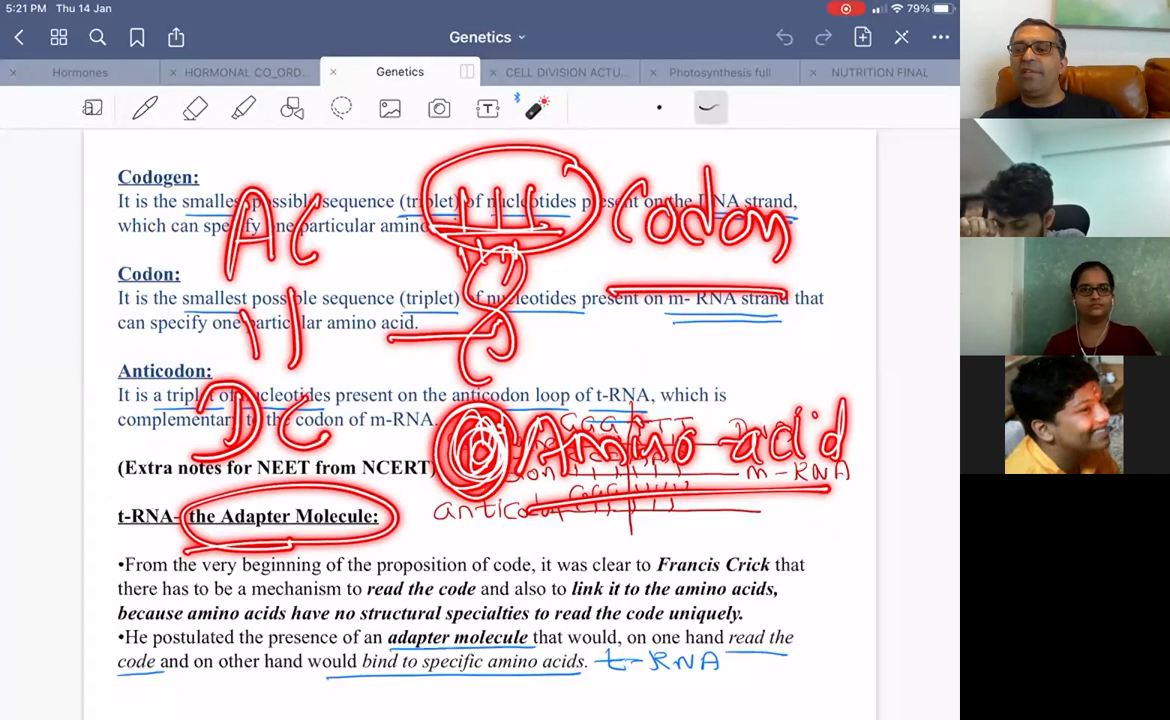 5:21 PM Thu 14 Jan
79%
Genetics
Hormones
HORMONAL CO_ORD...
Genetics
CELL DIVISION ACTU...
Photosynthesis full
NUTRITION FINAL
Codogen:
It is the smallest possible sequence (triplet) of nucleotides present on the DNA strand,
which can specify one particular amino
Codon:
It is the smallest possible sequence (triplet) of nucleotides present on m- RNA strand that
can specify one particular amino acid.
Anticodon:
It is a triplet of nucleotides present on the anticodon loop of t-RNA, which is
complementary to the codon of m-RNA.
(Extra notes for NEET from NCERT)
t-RNA- the Adapter Molecule:
•From the very beginning of the proposition of code, it was clear to Francis Crick that
there has to be a mechanism to read the code and also to link it to the amino acids,
because amino acids have no structural specialties to read the code uniquely.
•He postulated the presence of an adapter molecule that would, on one hand read the
code and on other hand would bind to specific amino acids. t-RNA
AC
DC
Codon
Amino acid
m-RNA
anticodon